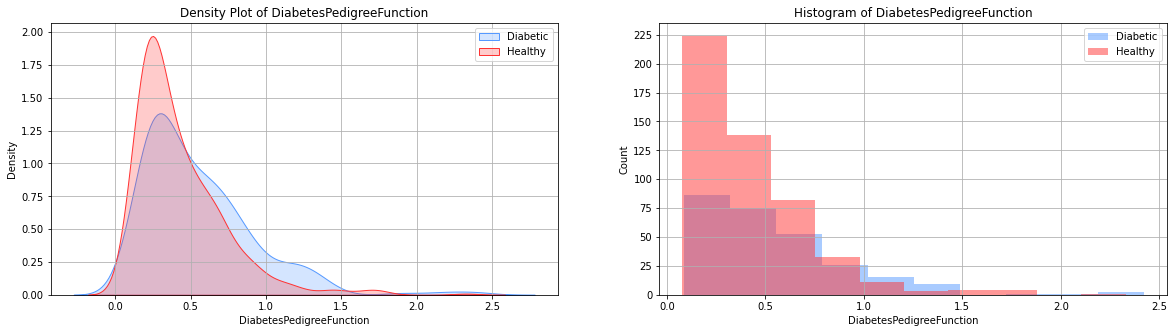 Density Plot of DiabetesPedigreeFunction
Diabetic
Healthy
2.00
1.75
1.50
1.25
1.00
0.75
0.50
0.25
0.00
Density
0.0 0.5 1.0 1.5 2.0 2.5
DiabetesPedigreeFunction
Histogram of DiabetesPedigreeFunction
Diabetic
Healthy
225
200
175
150
125
100
75
50
25
0
Count
0.0 0.5 1.0 1.5 2.0 2.5
DiabetesPedigreeFunction